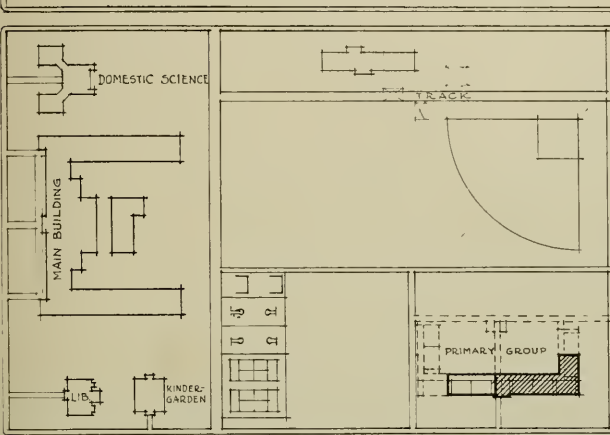 DOMESTIC SCIENCE
TRACK
MAIN BUILDING
PRIMARY GROUP
LIB.
KINDER-
GARDEN